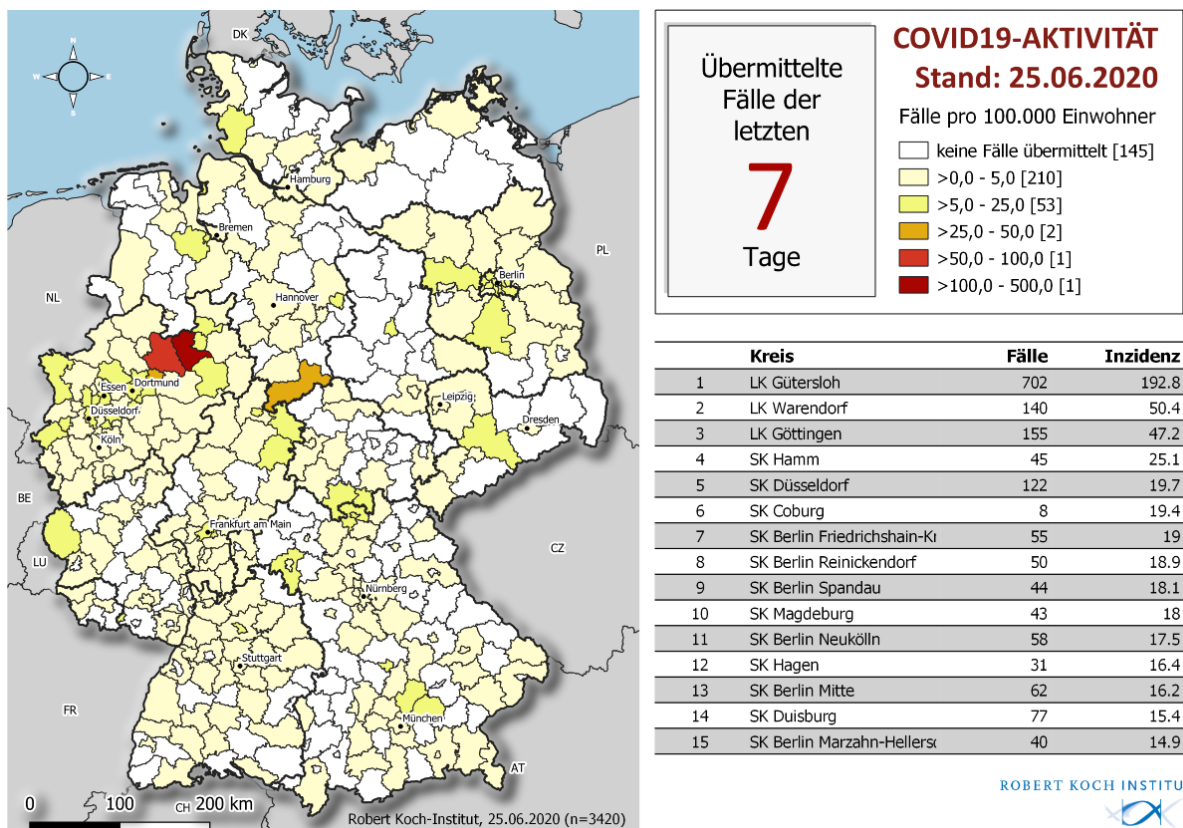 DK
N
W
E
S
Hamburg
Bremen
PL
Berlin
NL
Hannover
Essen
Dortmund
Düsseldorf
Leipzig
Dresden
Köln
BE
Frankfurt am Main
CZ
LU
Nürnberg
Stuttgart
FR
München
AT
0 100 CH 200 km
Robert Koch-Institut, 25.06.2020 (n=3420)
Übermittelte
Fälle der
letzten
7
Tage
COVID19-AKTIVITÄT
Stand: 25.06.2020
Fälle pro 100.000 Einwohner
keine Fälle übermittelt [145]
>0,0 - 5,0 [210]
>5,0 - 25,0 [53]
>25,0 - 50,0 [2]
>50,0 - 100,0 [1]
>100,0 - 500,0 [1]
Kreis Fälle Inzidenz
1 LK Gütersloh 702 192.8
2 LK Warendorf 140 50.4
3 LK Göttingen 155 47.2
4 SK Hamm 45 25.1
5 SK Düsseldorf 122 19.7
6 SK Coburg 8 19.4
7 SK Berlin Friedrichshain-Kr 55 19
8 SK Berlin Reinickendorf 50 18.9
9 SK Berlin Spandau 44 18.1
10 SK Magdeburg 43 18
11 SK Berlin Neukölln 58 17.5
12 SK Hagen 31 16.4
13 SK Berlin Mitte 62 16.2
14 SK Duisburg 77 15.4
15 SK Berlin Marzahn-Hellersd 40 14.9
ROBERT KOCH INSTITU